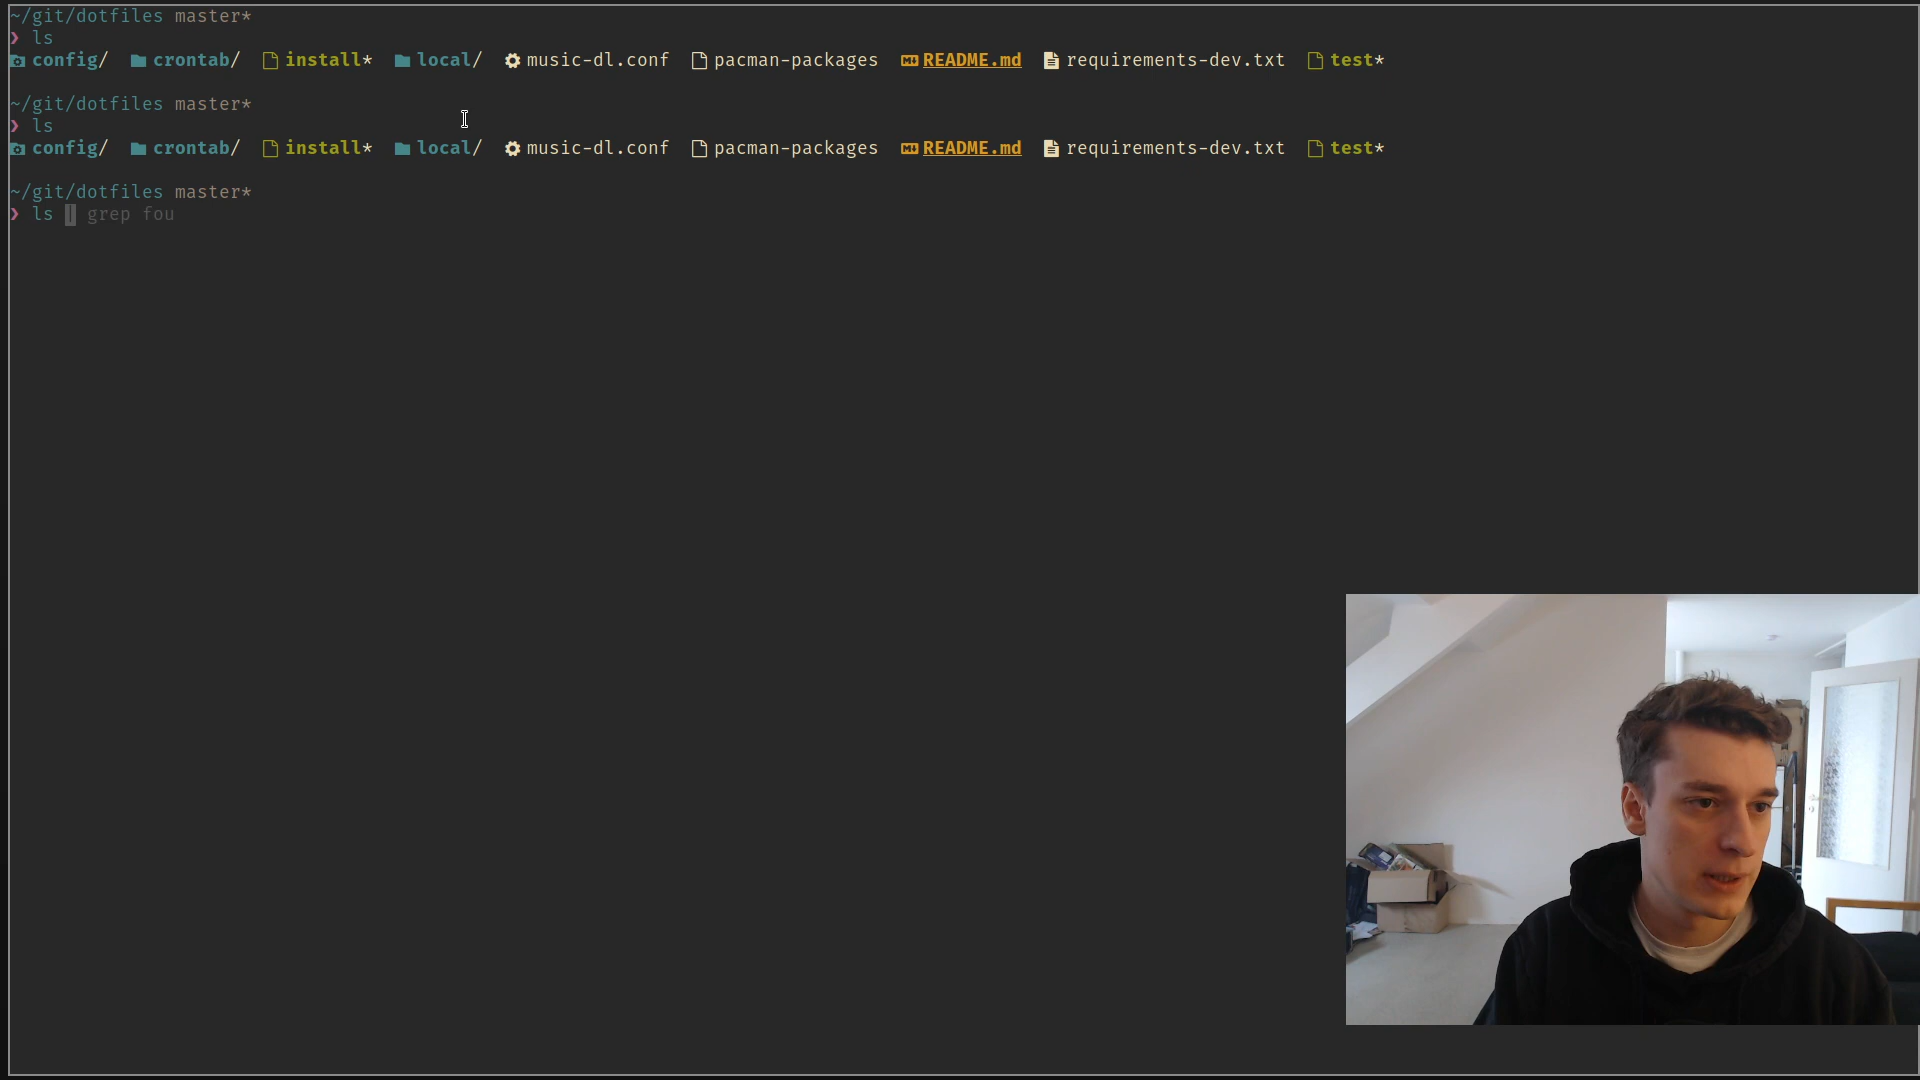 ~/git/dotfiles master*
❯ ls
config/ crontab/ install* local/ music-dl.conf pacman-packages README.md requirements-dev.txt test*
~/git/dotfiles master*
❯ ls
config/ crontab/ install* local/ music-dl.conf pacman-packages README.md requirements-dev.txt test*
~/git/dotfiles master*
❯ ls | grep fou